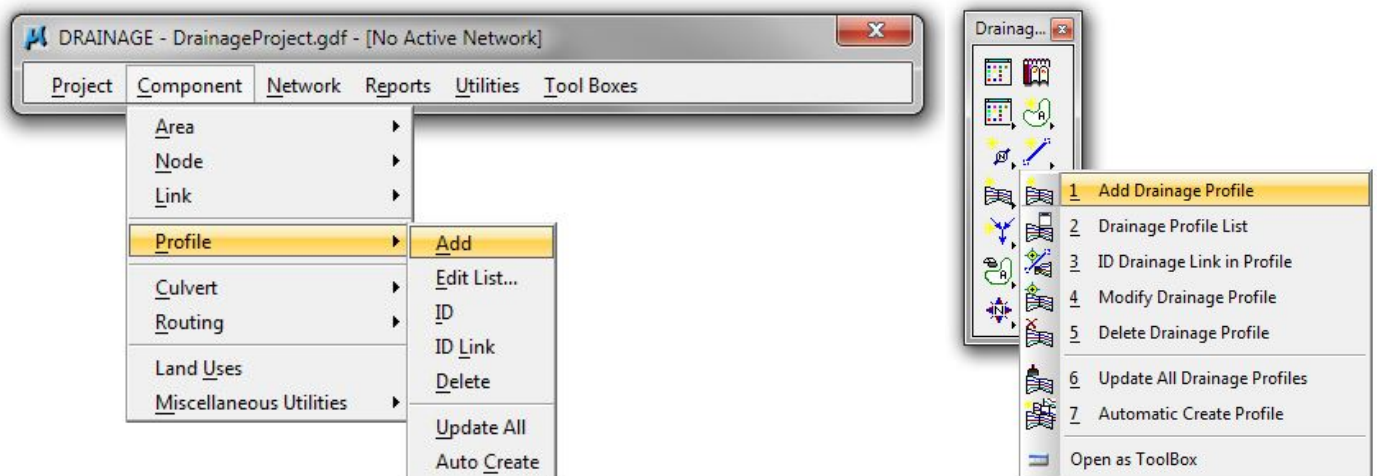 DRAINAGE - DrainageProject.gdf - [No Active Network]
Project Component Network Reports Utilities Tool Boxes
Area
Node
Link
Profile
Culvert
Routing
Land Uses
Miscellaneous Utilities
Add
Edit List...
ID
ID Link
Delete
Update All
Auto Create
Drainag...
1 Add Drainage Profile
2 Drainage Profile List
3 ID Drainage Link in Profile
4 Modify Drainage Profile
5 Delete Drainage Profile
6 Update All Drainage Profiles
7 Automatic Create Profile
Open as ToolBox